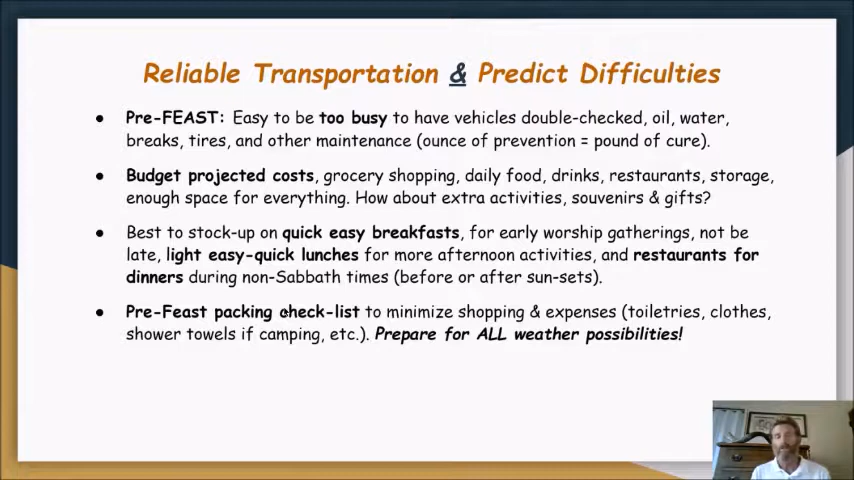 Reliable Transportation & Predict Difficulties
● Pre-FEAST: Easy to be too busy to have vehicles double-checked, oil, water,
breaks, tires, and other maintenance (ounce of prevention = pound of cure).
● Budget projected costs, grocery shopping, daily food, drinks, restaurants, storage,
enough space for everything. How about extra activities, souvenirs & gifts?
● Best to stock-up on quick easy breakfasts, for early worship gatherings, not be
late, light easy-quick lunches for more afternoon activities, and restaurants for
dinners during non-Sabbath times (before or after sun-sets).
● Pre-Feast packing check-list to minimize shopping & expenses (toiletries, clothes,
shower towels if camping, etc.). Prepare for ALL weather possibilities!